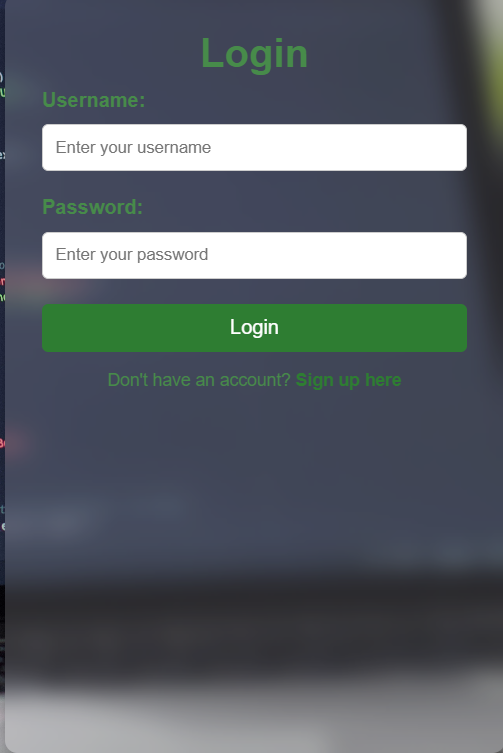 Login
Username:
Enter your username
Password:
Enter your password
Login
Don't have an account? Sign up here